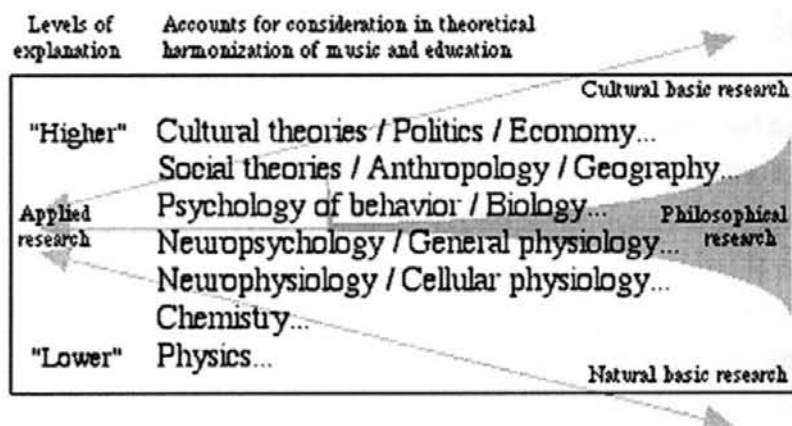 Levels of explanation
Accounts for consideration in theoretical harmonization of music and education
Cultural basic research
"Higher" Cultural theories / Politics / Economy...
Social theories / Anthropology / Geography...
Applied research
Psychology of behavior / Biology...
Philosophical research
Neuropsychology / General physiology...
Neurophysiology / Cellular physiology...
Chemistry...
"Lower" Physics...
Natural basic research